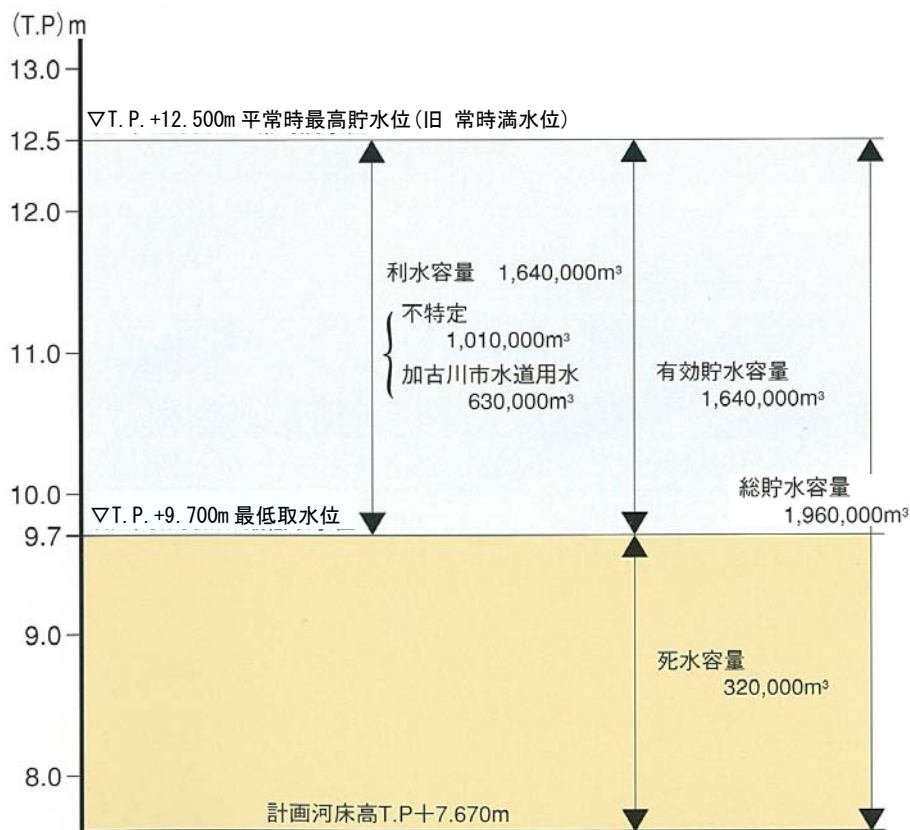 (T.P)m
13.0
▽T.P.+12.500m 平常時最高貯水位(旧 常時満水位)
12.5
12.0
利水容量 1,640,000m³
不特定
1,010,000m³
11.0
加古川市水道用水
630,000m³
有効貯水容量
1,640,000m³
総貯水容量
1,960,000m³
10.0
▽T.P.+9.700m 最低取水位
9.7
9.0
死水容量
320,000m³
8.0
計画河床高T.P+7.670m